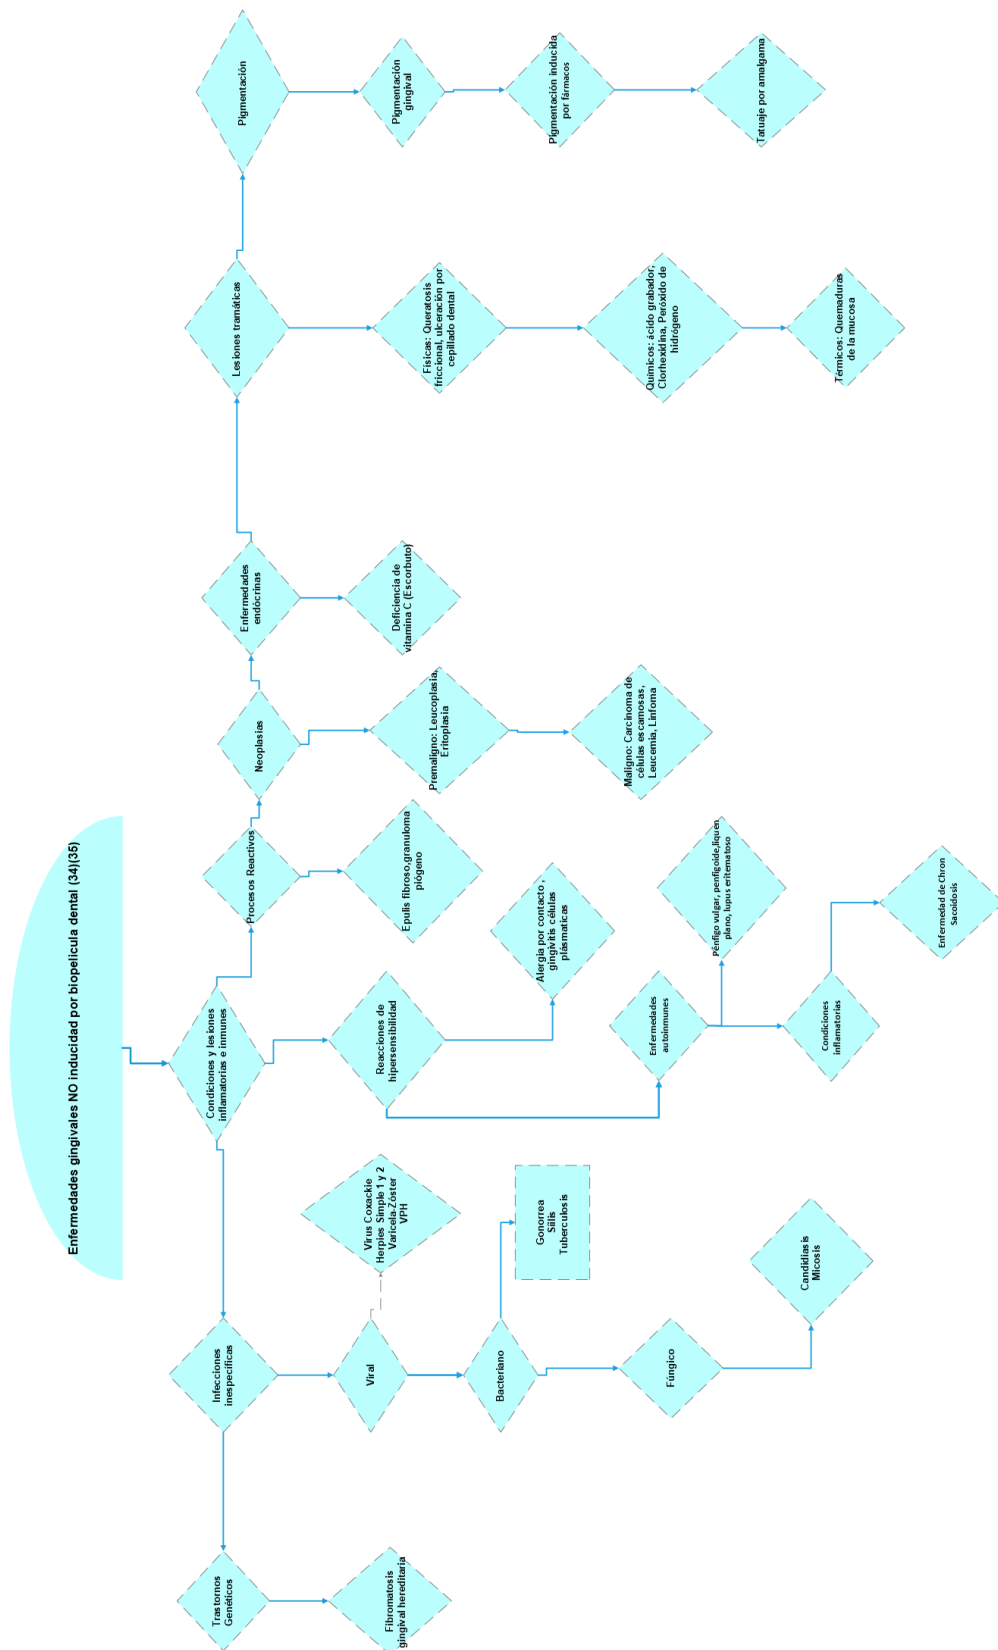 Enfermedades gingivales NO inducidad por biopelicula dental (34)(35)
Trastornos
Genéticos
Infecciones
inespecíficas
Condiciones y lesiones
inflamatorias e inmunes
Procesos Reactivos
Neoplasias
Enfermedades
endócrinas
Lesiones tramáticas
Pigmentación
Fibromatosis
gingival hereditaria
Viral
Virus Coxackie
Herpies Simple 1 y 2
Varicela-Zóster
VPH
Reacciones de
hipersensibilidad
Epulis fibroso,granuloma
piógeno
Premaligno: Leucoplasia,
Eritoplasia
Deficiencia de
vitamina C (Escorbuto)
Físicas: Queratosis
friccional, ulceración por
cepillado dental
Pigmentación
gingival
Bacteriano
Gonorrea
Siilis
Tuberculosis
Alergia por contacto ,
gingivitis células
plásmaticas
Maligno: Carcinoma de
células escamosas,
Leucemia, Linfoma
Químicos: ácido grabador,
Clorhexidina, Peróxido de
hidrógeno
Pigmentación inducida
por fármacos
Fúngico
Enfermedades
autoinmunes
Pénfigo vulgar, penfigoide,liquen
plano, lupus eritematoso
Tatuaje por amalgama
Candidiasis
Micosis
Condiciones
inflamatorias
Enfermedad de Chron
Sacoidosis
Térmicos: Quemaduras
de la mucosa